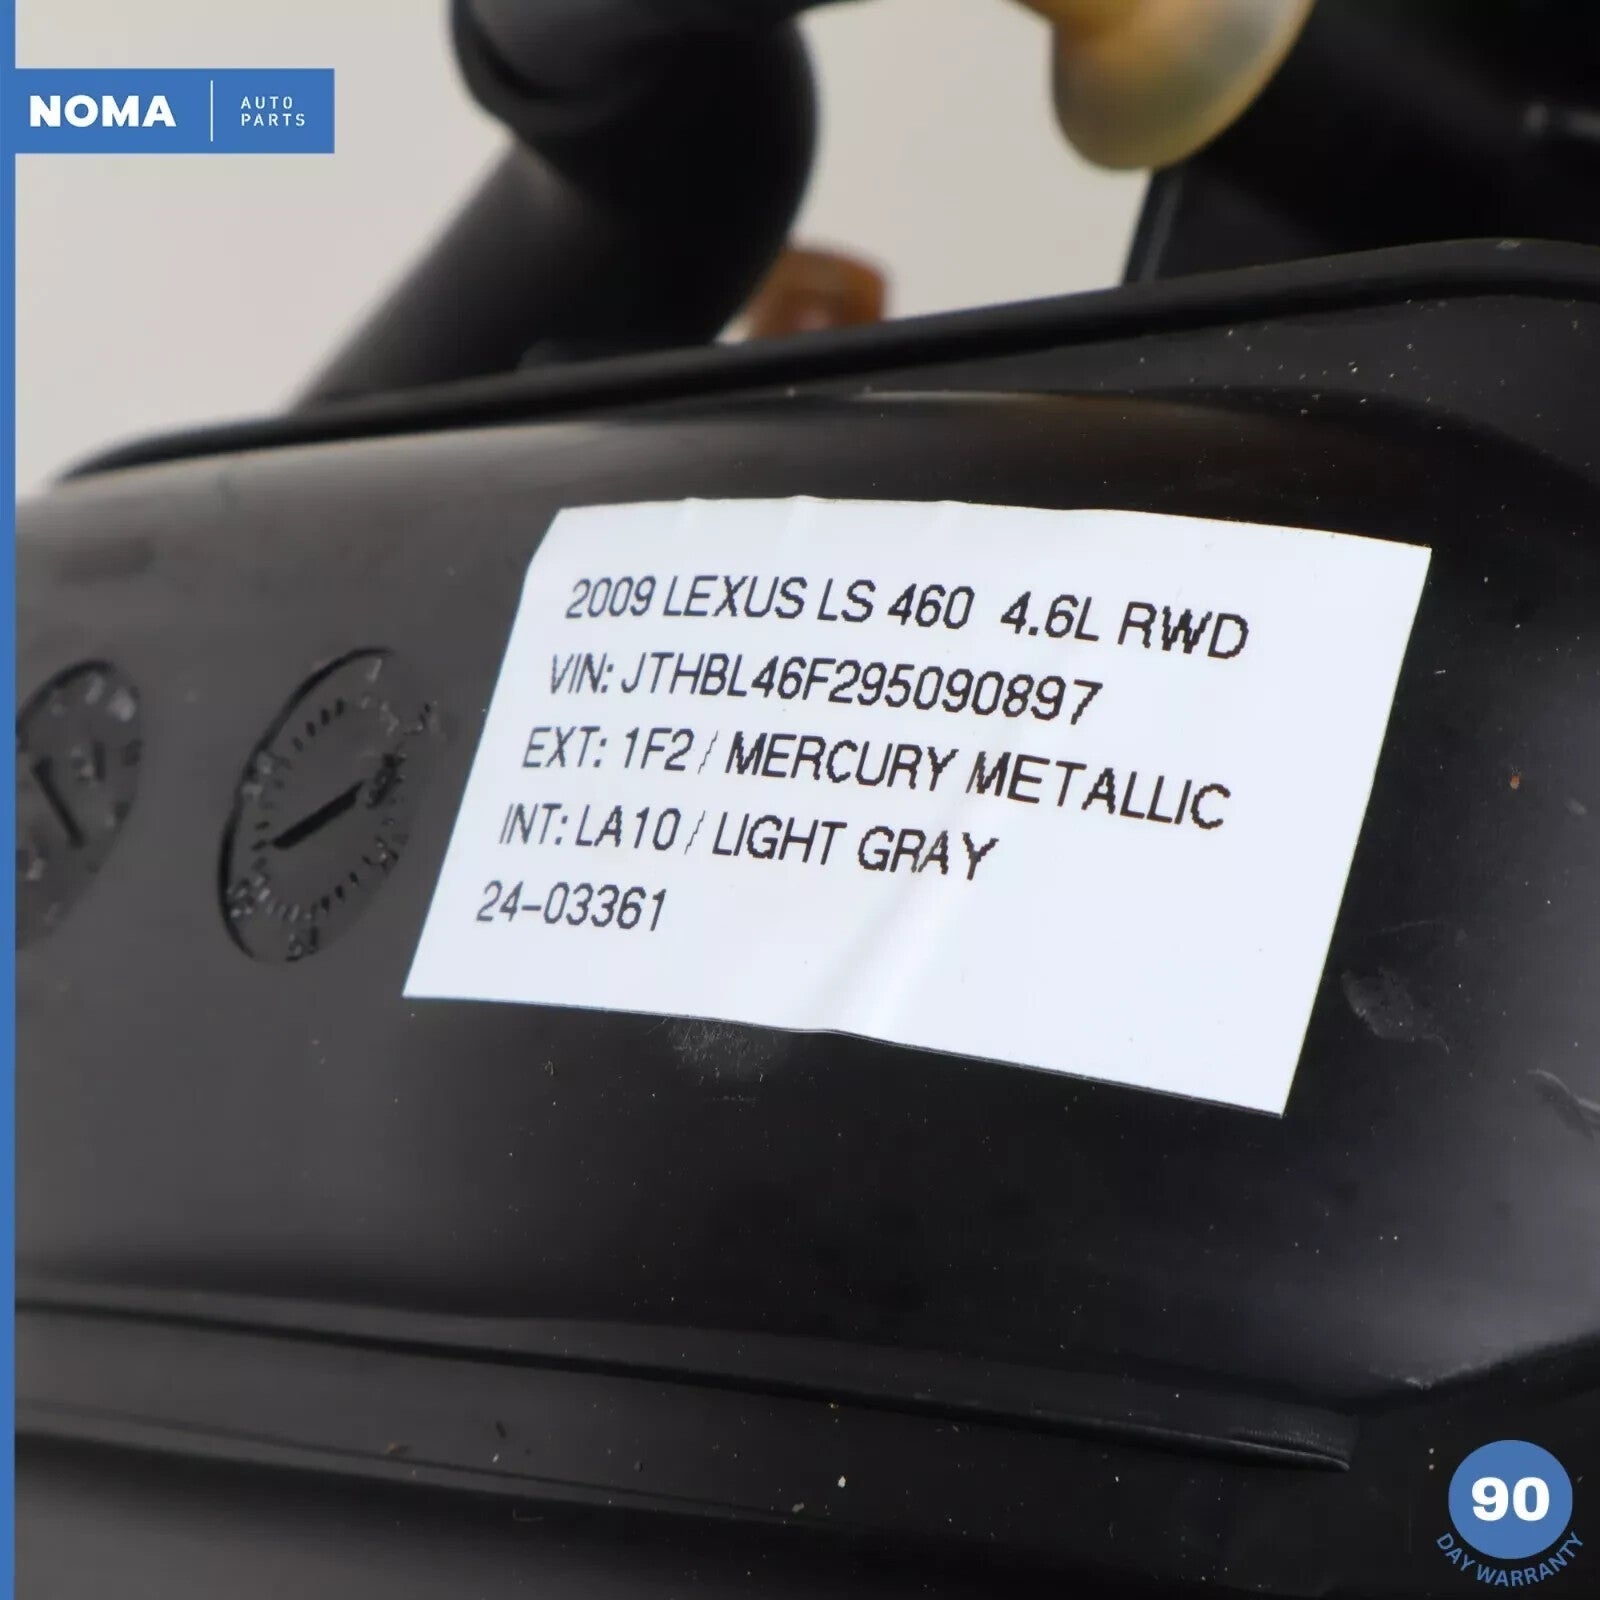 NOMA
AUTO
PARTS
2009 LEXUS LS 460 4.6L RWD
VIN: JTHBL46F295090897
EXT: 1F2 / MERCURY METALLIC
INT: LA10 / LIGHT GRAY
24-03361
90
DAY WARRANTY